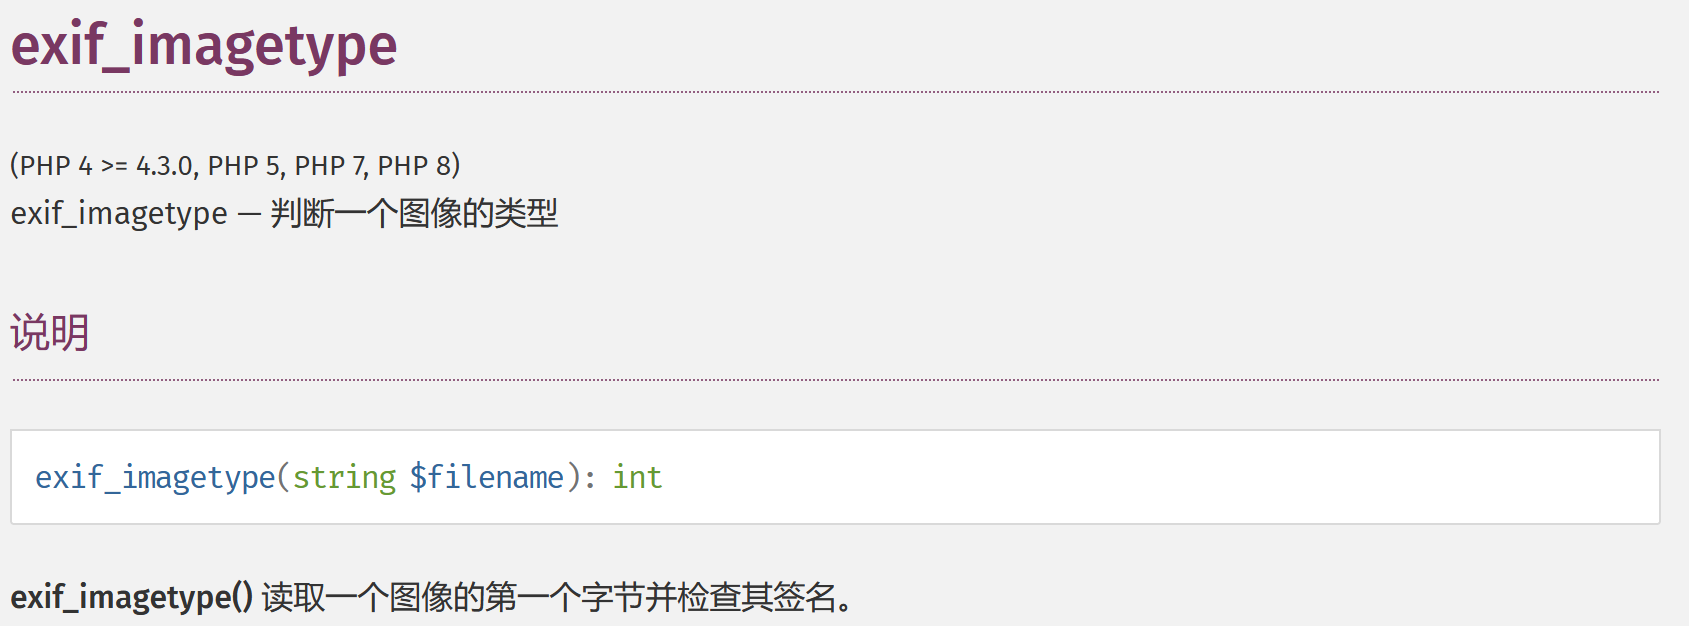 exif_imagetype
(PHP 4 >= 4.3.0, PHP 5, PHP 7, PHP 8)
exif_imagetype — 判断一个图像的类型
说明
exif_imagetype(string $filename): int
exif_imagetype() 读取一个图像的第一个字节并检查其签名。